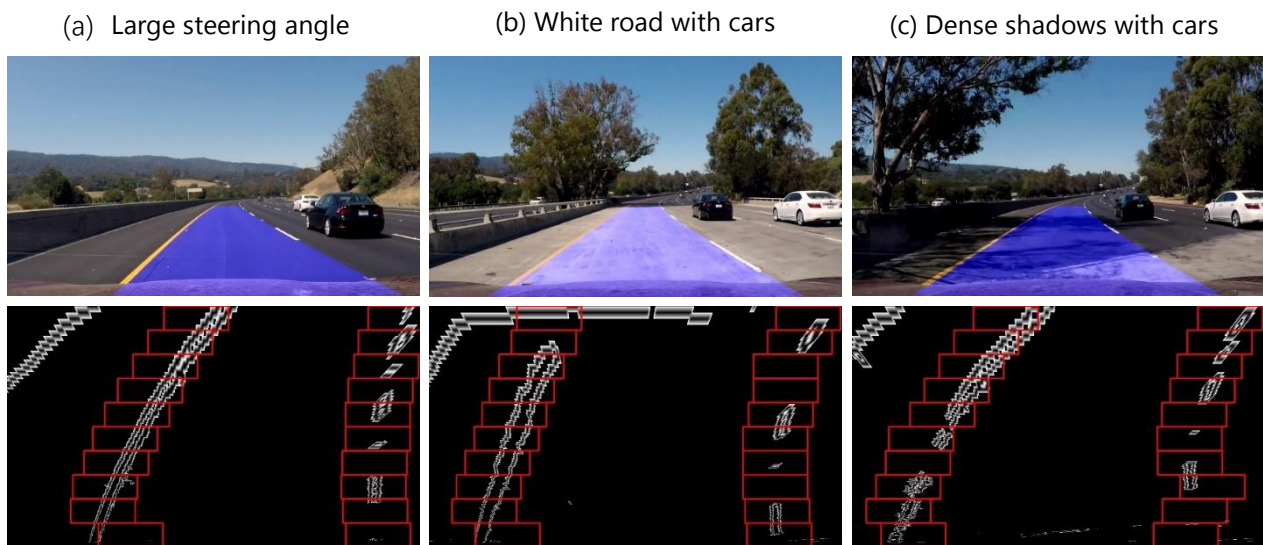 (a) Large steering angle
(b) White road with cars
(c) Dense shadows with cars